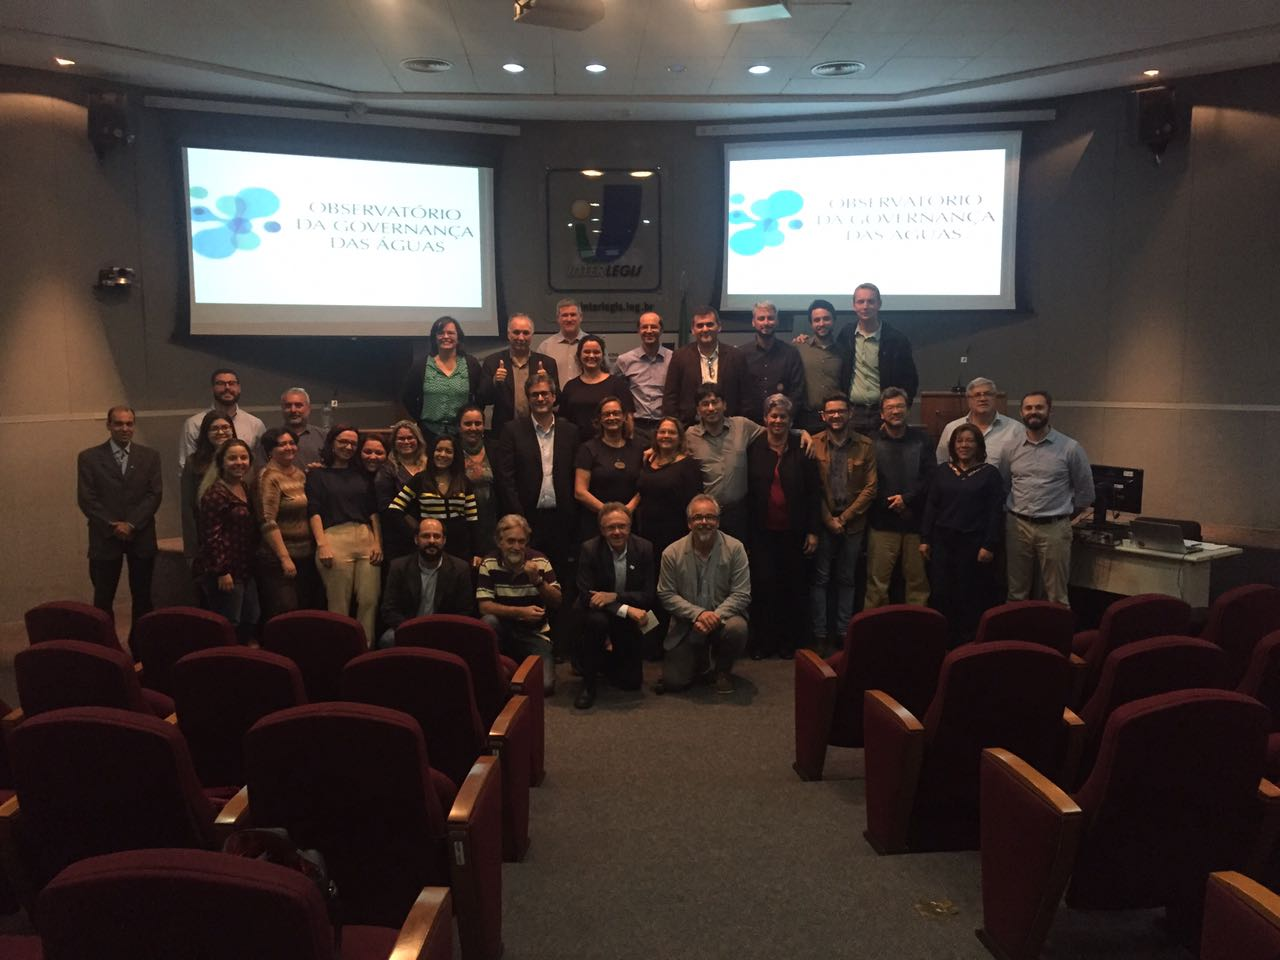 OBSERVATÓRIO
DA GOVERNANÇA
DAS ÁGUAS
INTERLEGIS
interlegis.leg.br
OBSERVATÓRIO
DA GOVERNANÇA
DAS ÁGUAS